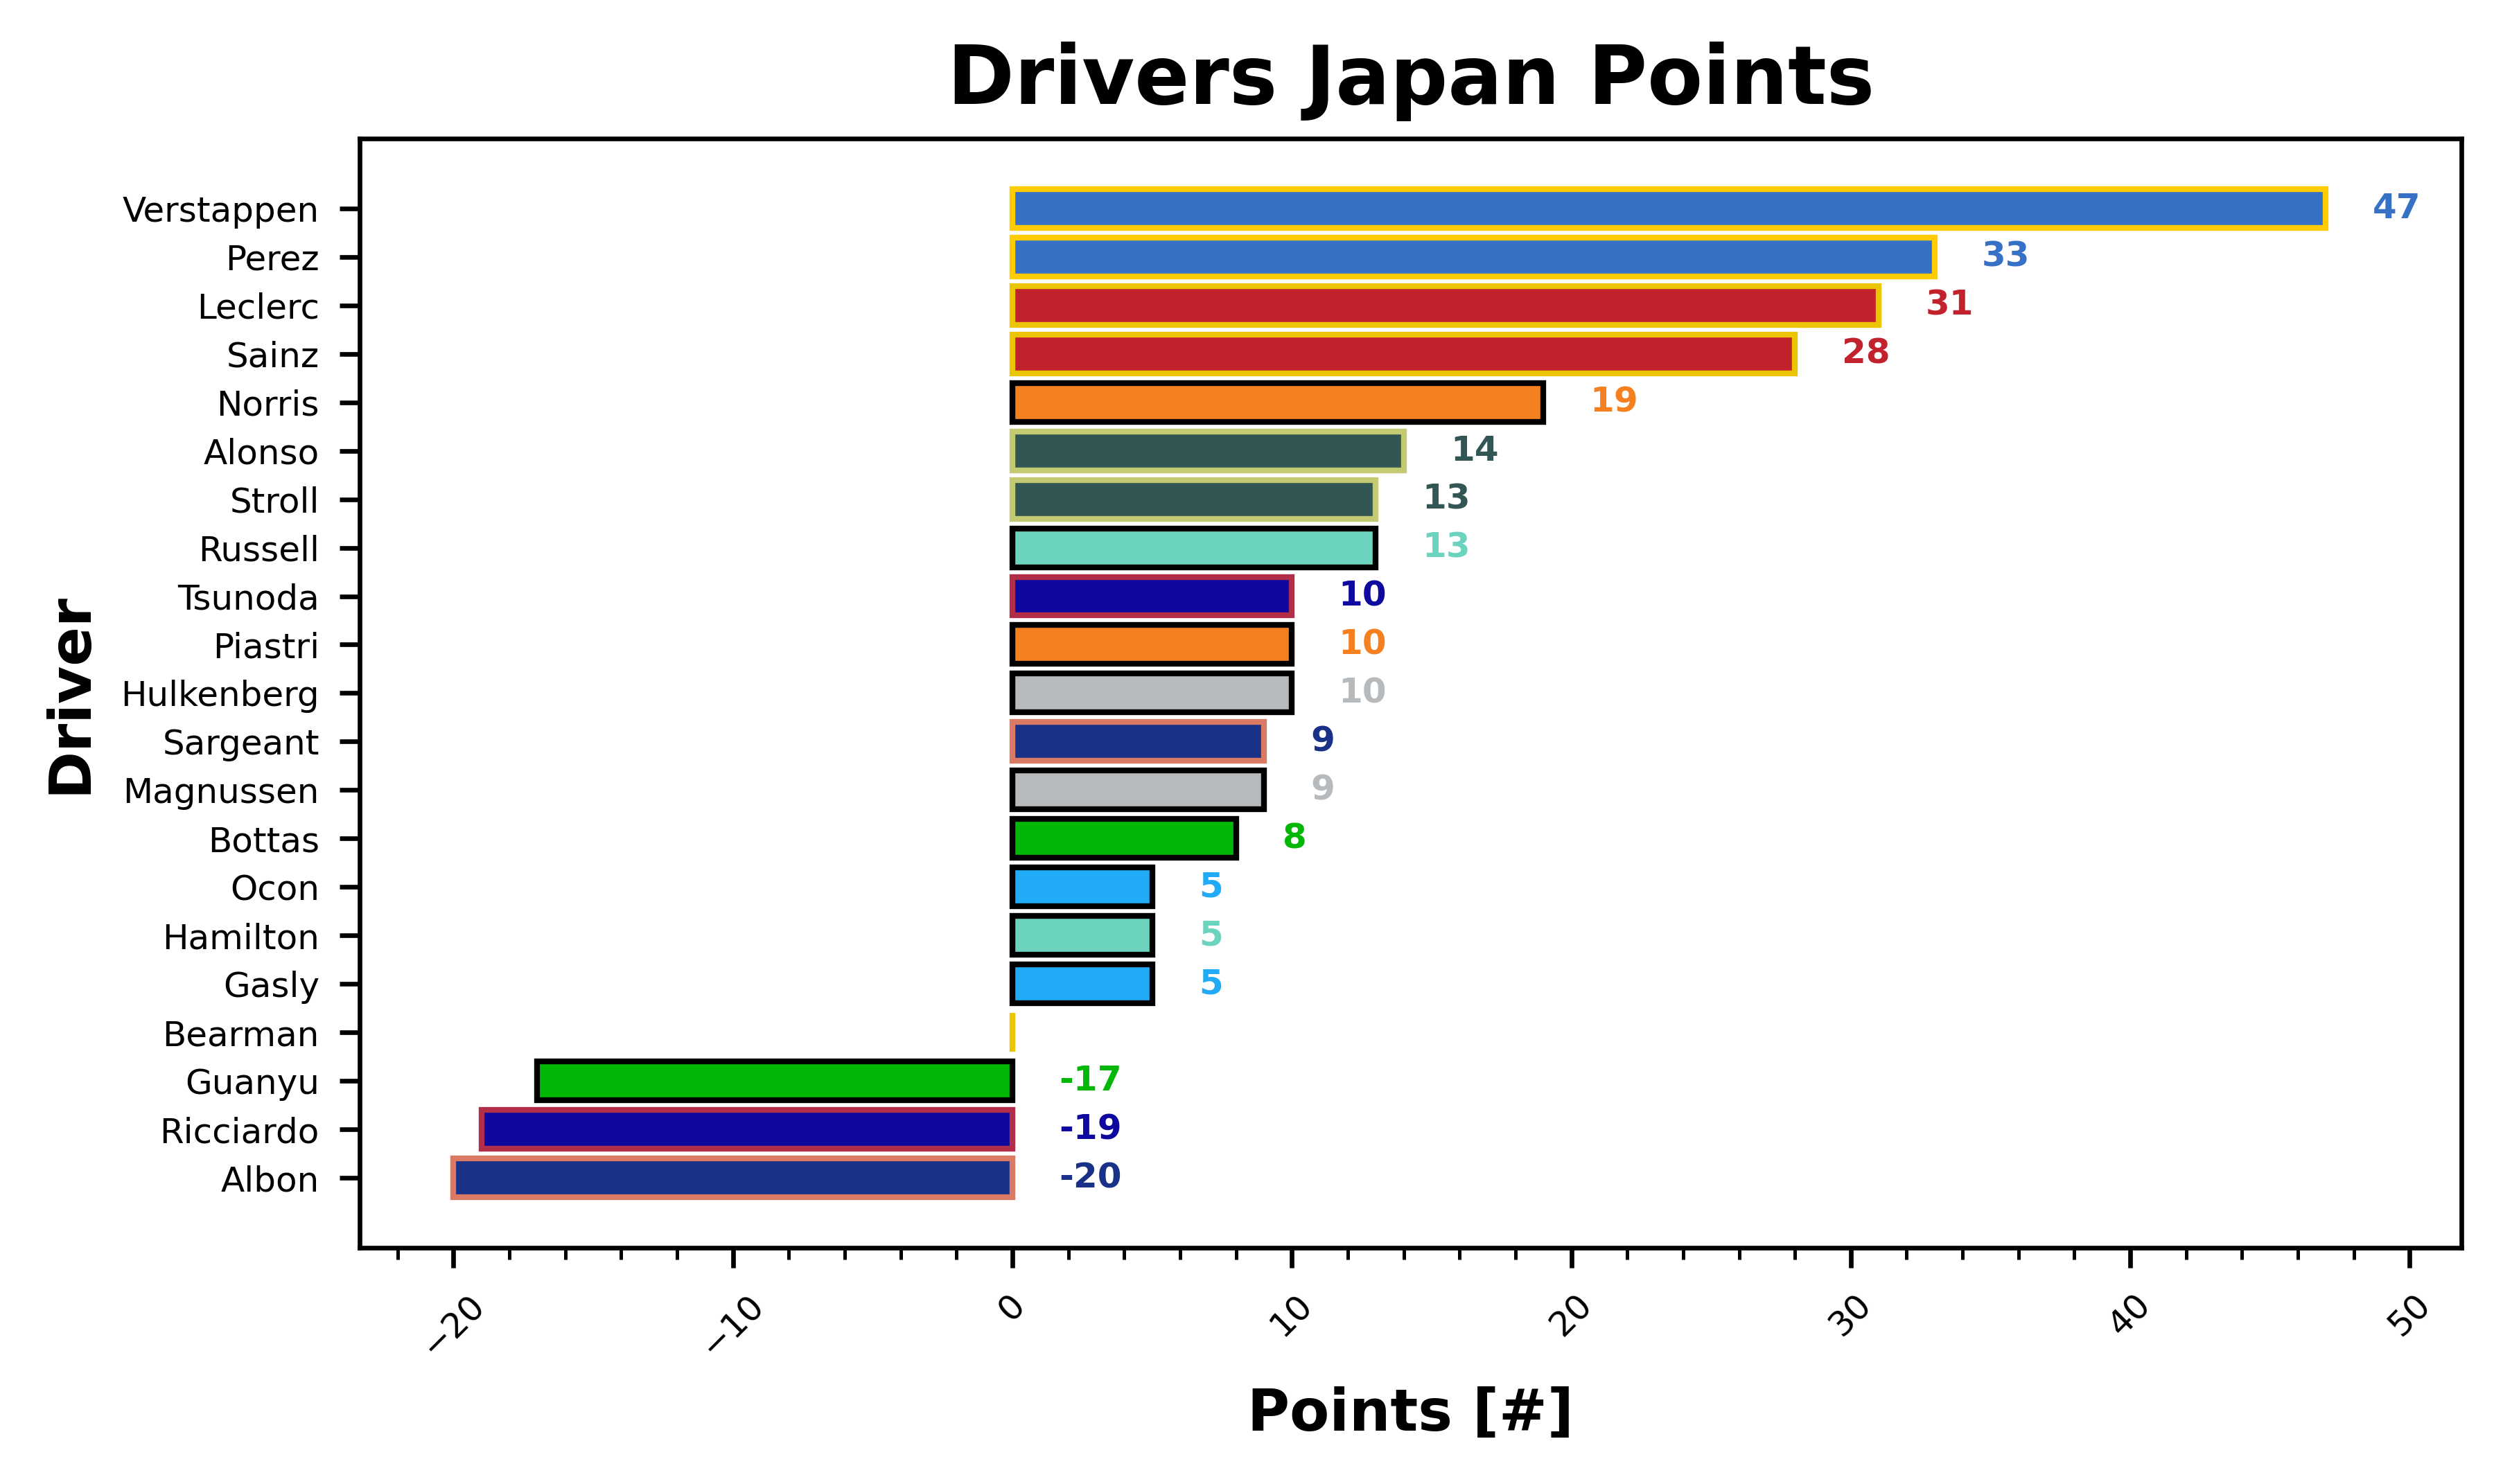 Drivers Japan Points
Driver
Verstappen 47
Perez 33
Leclerc 31
Sainz 28
Norris 19
Alonso 14
Stroll 13
Russell 13
Tsunoda 10
Piastri 10
Hulkenberg 10
Sargeant 9
Magnussen 9
Bottas 8
Ocon 5
Hamilton 5
Gasly 5
Bearman
Guanyu -17
Ricciardo -19
Albon -20
−20 −10 0 10 20 30 40 50
Points [#]